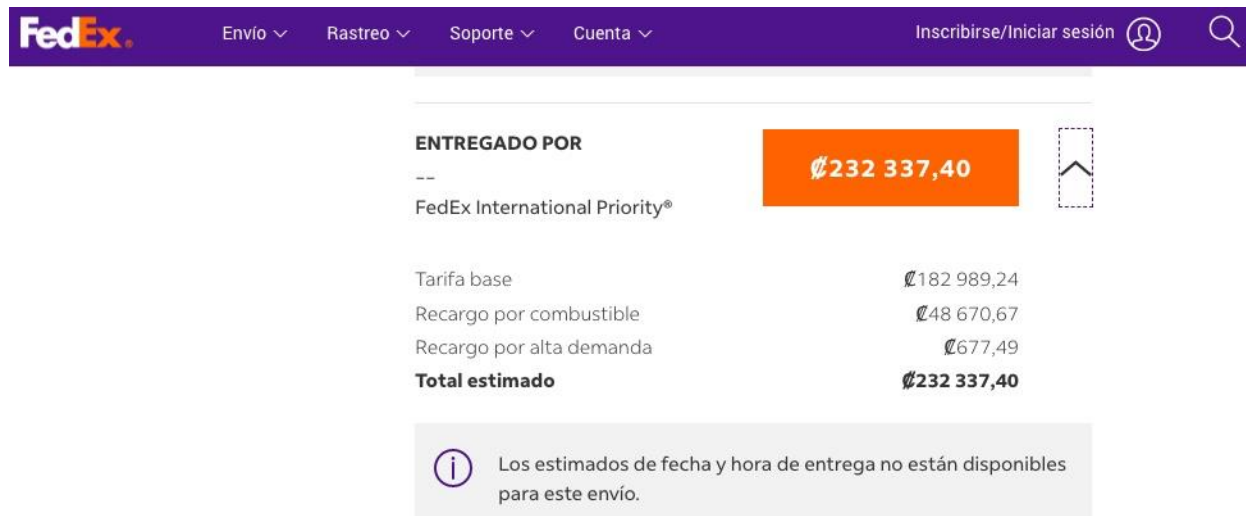 FedEx® Envío Rastreo Soporte Cuenta Inscribirse/Iniciar sesión
ENTREGADO POR
--
FedEx International Priority®
₡232 337,40
Tarifa base ₡182 989,24
Recargo por combustible ₡48 670,67
Recargo por alta demanda ₡677,49
Total estimado ₡232 337,40
Los estimados de fecha y hora de entrega no están disponibles
para este envío.